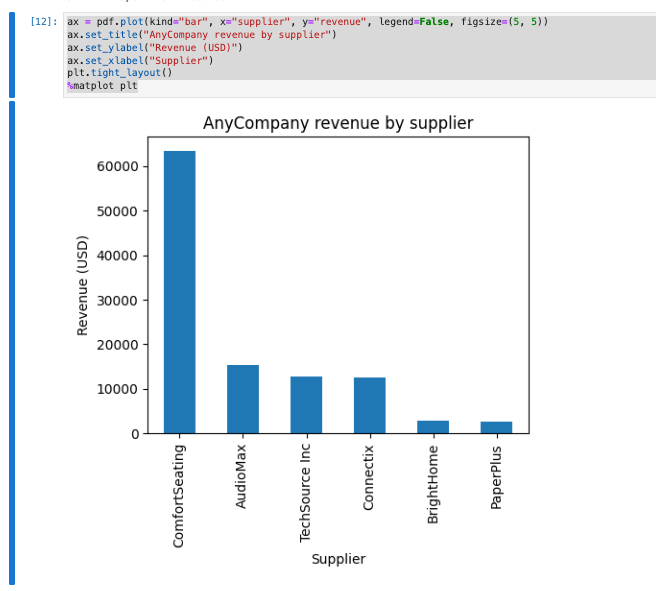 [12]: ax = pdf.plot(kind="bar", x="supplier", y="revenue", legend=False, figsize=(5, 5))
ax.set_title("AnyCompany revenue by supplier")
ax.set_ylabel("Revenue (USD)")
ax.set_xlabel("Supplier")
plt.tight_layout()
%matplot plt
AnyCompany revenue by supplier
Revenue (USD)
60000
50000
40000
30000
20000
10000
0
ComfortSeating
AudioMax
TechSource Inc
Connectix
BrightHome
PaperPlus
Supplier